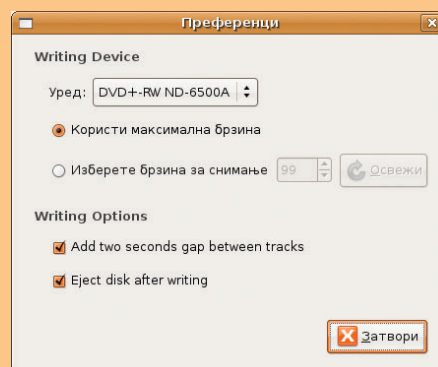 Преференци
Writing Device
Уред: DVD+-RW ND-6500A
Користи максимална брзина
Изберете брзина за снимање 99 Освежи
Writing Options
Add two seconds gap between tracks
Eject disk after writing
Затвори